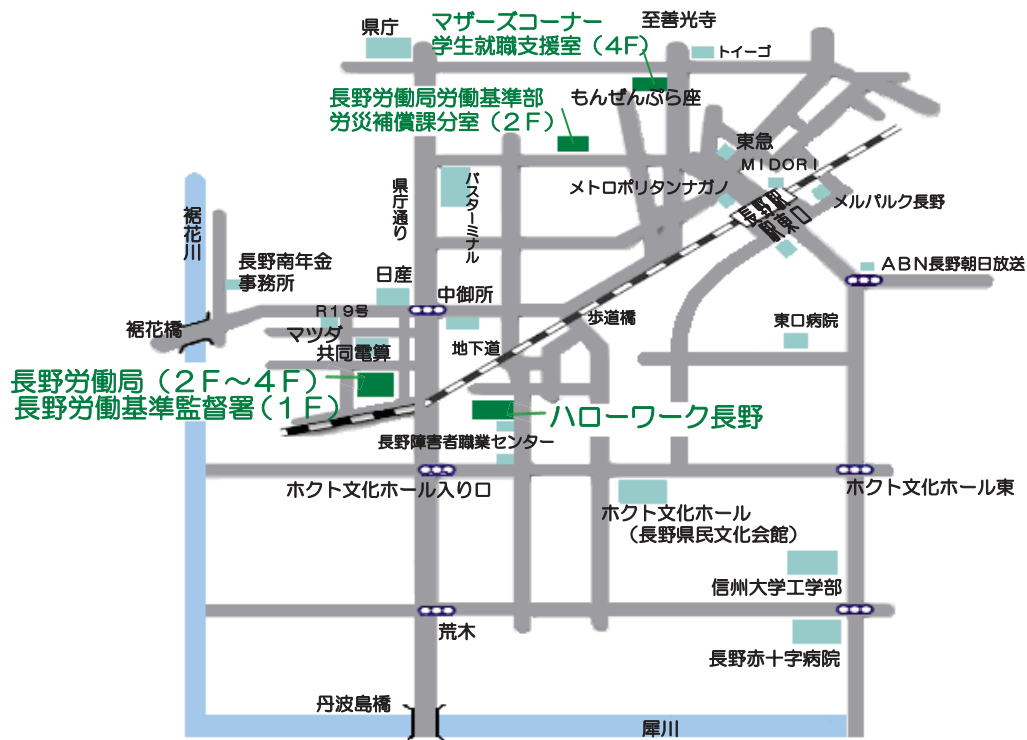 マザーズコーナー
学生就職支援室（４Ｆ）
至善光寺
県庁
トイーゴ
長野労働局労働基準部
労災補償課分室（２Ｆ）
もんぜんぷら座
東急
ＭＩＤＯＲＩ
メトロポリタンナガノ
長野駅
駅東口
メルパルク長野
県庁通り
バスターミナル
裾花川
長野南年金
事務所
日産
中御所
ＡＢＮ長野朝日放送
Ｒ１９号
裾花橋
マツダ
共同電算
地下道
歩道橋
東口病院
長野労働局（２Ｆ～４Ｆ）
長野労働基準監督署（１Ｆ）
ハローワーク長野
長野障害者職業センター
ホクト文化ホール入り口
ホクト文化ホール東
ホクト文化ホール
（長野県民文化会館）
信州大学工学部
荒木
長野赤十字病院
丹波島橋
犀川